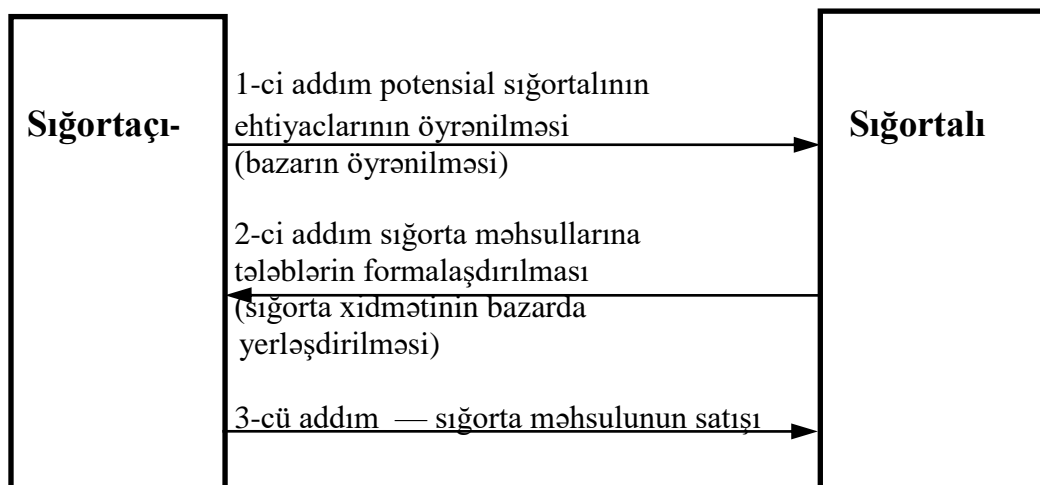 Sığortaçı-
1-ci addım potensial sığortalının
ehtiyaclarının öyrənilməsi
(bazarın öyrənilməsi)
2-ci addım sığorta məhsullarına
tələblərin formalaşdırılması
(sığorta xidmətinin bazarda
yerləşdirilməsi)
3-cü addım — sığorta məhsulunun satışı
Sığortalı